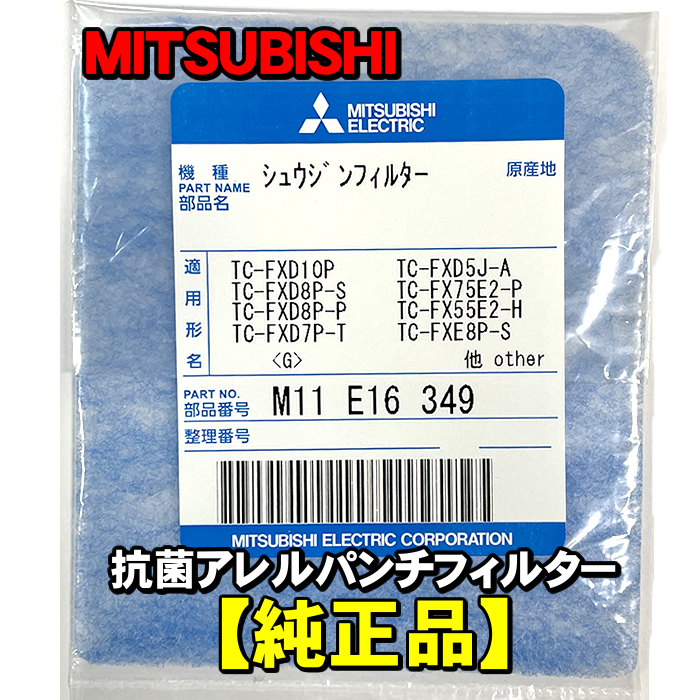 MITSUBISHI
MITSUBISHI
ELECTRIC
機種
PART NAME
部品名
シュウジンフィルター
原産地
適用形名
TC-FXD10P TC-FXD5J-A
TC-FXD8P-S TC-FX75E2-P
TC-FXD8P-P TC-FX55E2-H
TC-FXD7P-T TC-FXE8P-S
〈G〉 他 other
PART NO.
部品番号
M11 E16 349
整理番号
MITSUBISHI ELECTRIC CORPORATION
抗菌アレルパンチフィルター
【純正品】